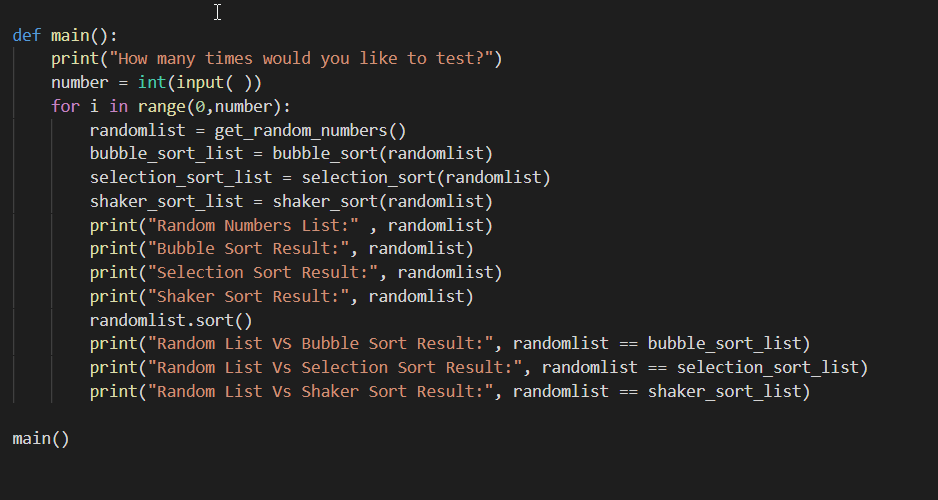 def main():
    print("How many times would you like to test?")
    number = int(input( ))
    for i in range(0,number):
        randomlist = get_random_numbers()
        bubble_sort_list = bubble_sort(randomlist)
        selection_sort_list = selection_sort(randomlist)
        shaker_sort_list = shaker_sort(randomlist)
        print("Random Numbers List:" , randomlist)
        print("Bubble Sort Result:", randomlist)
        print("Selection Sort Result:", randomlist)
        print("Shaker Sort Result:", randomlist)
        randomlist.sort()
        print("Random List VS Bubble Sort Result:", randomlist == bubble_sort_list)
        print("Random List Vs Selection Sort Result:", randomlist == selection_sort_list)
        print("Random List Vs Shaker Sort Result:", randomlist == shaker_sort_list)
main()